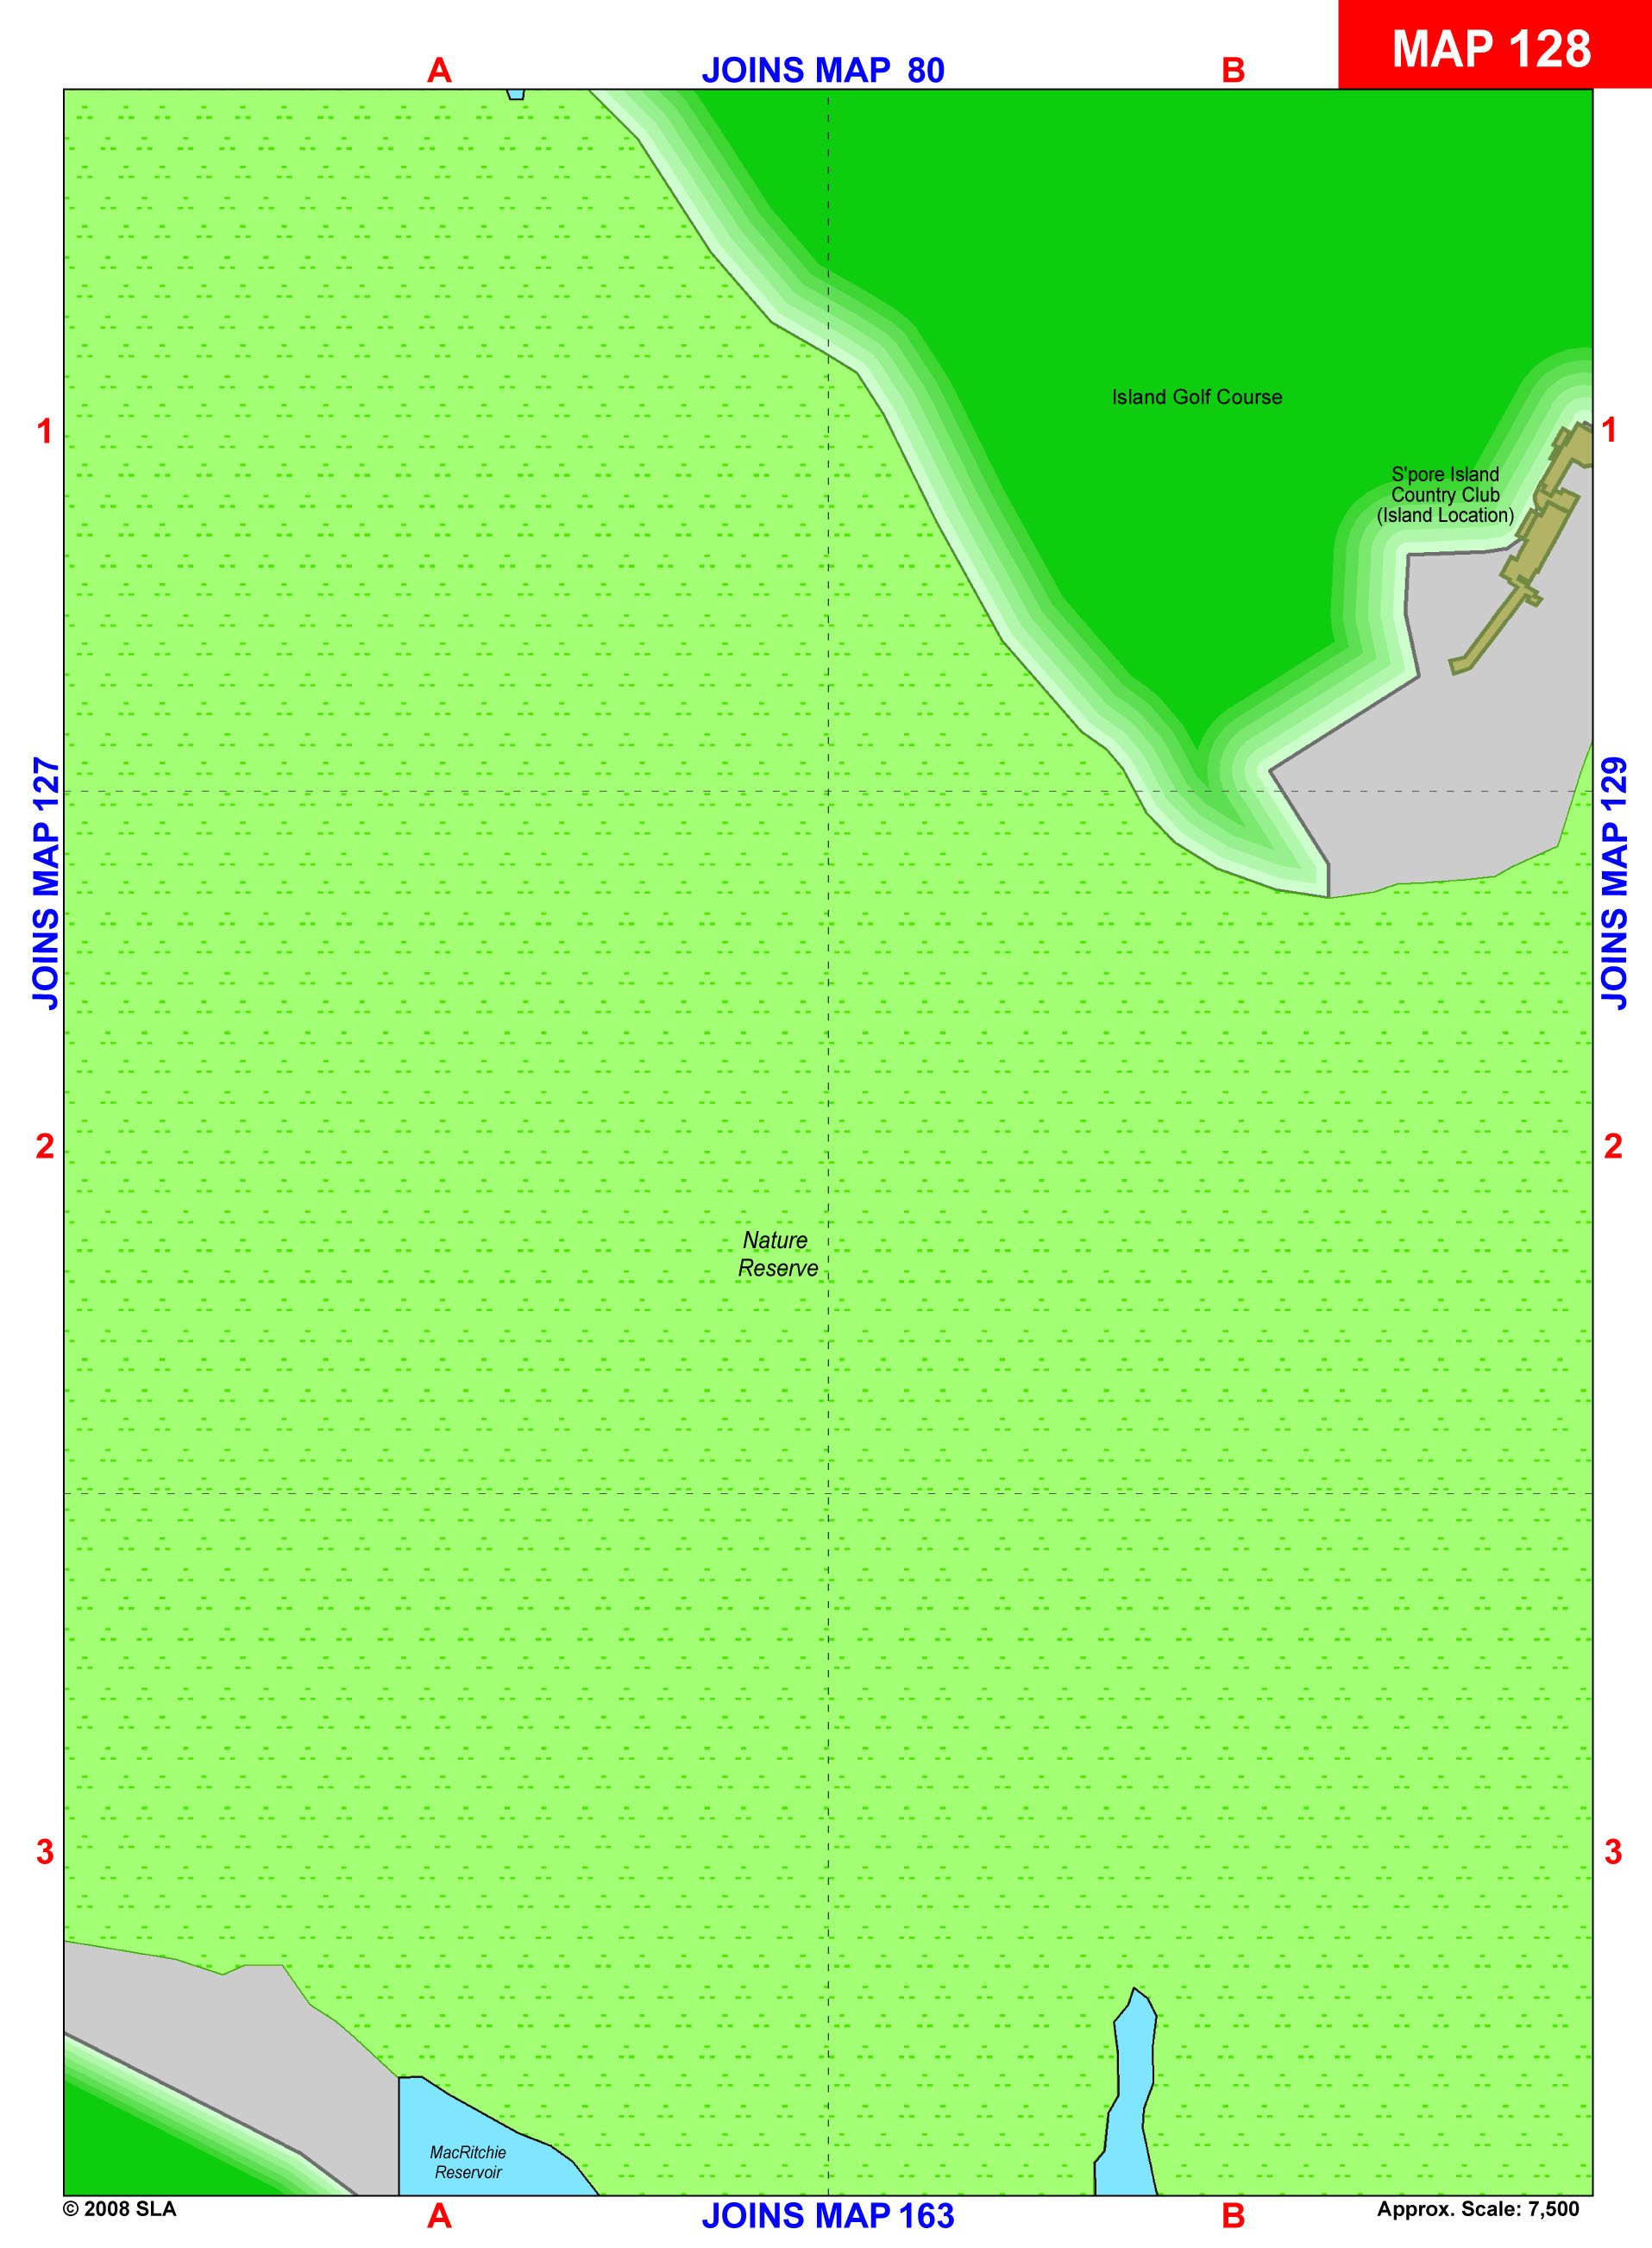 MAP 128
A
JOINS MAP 80
B
Island Golf Course
1
1
S'pore Island
Country Club
(Island Location)
JOINS MAP 127
JOINS MAP 129
2
2
Nature
Reserve
3
3
MacRitchie
Reservoir
© 2008 SLA
A
JOINS MAP 163
B
Approx. Scale: 7,500